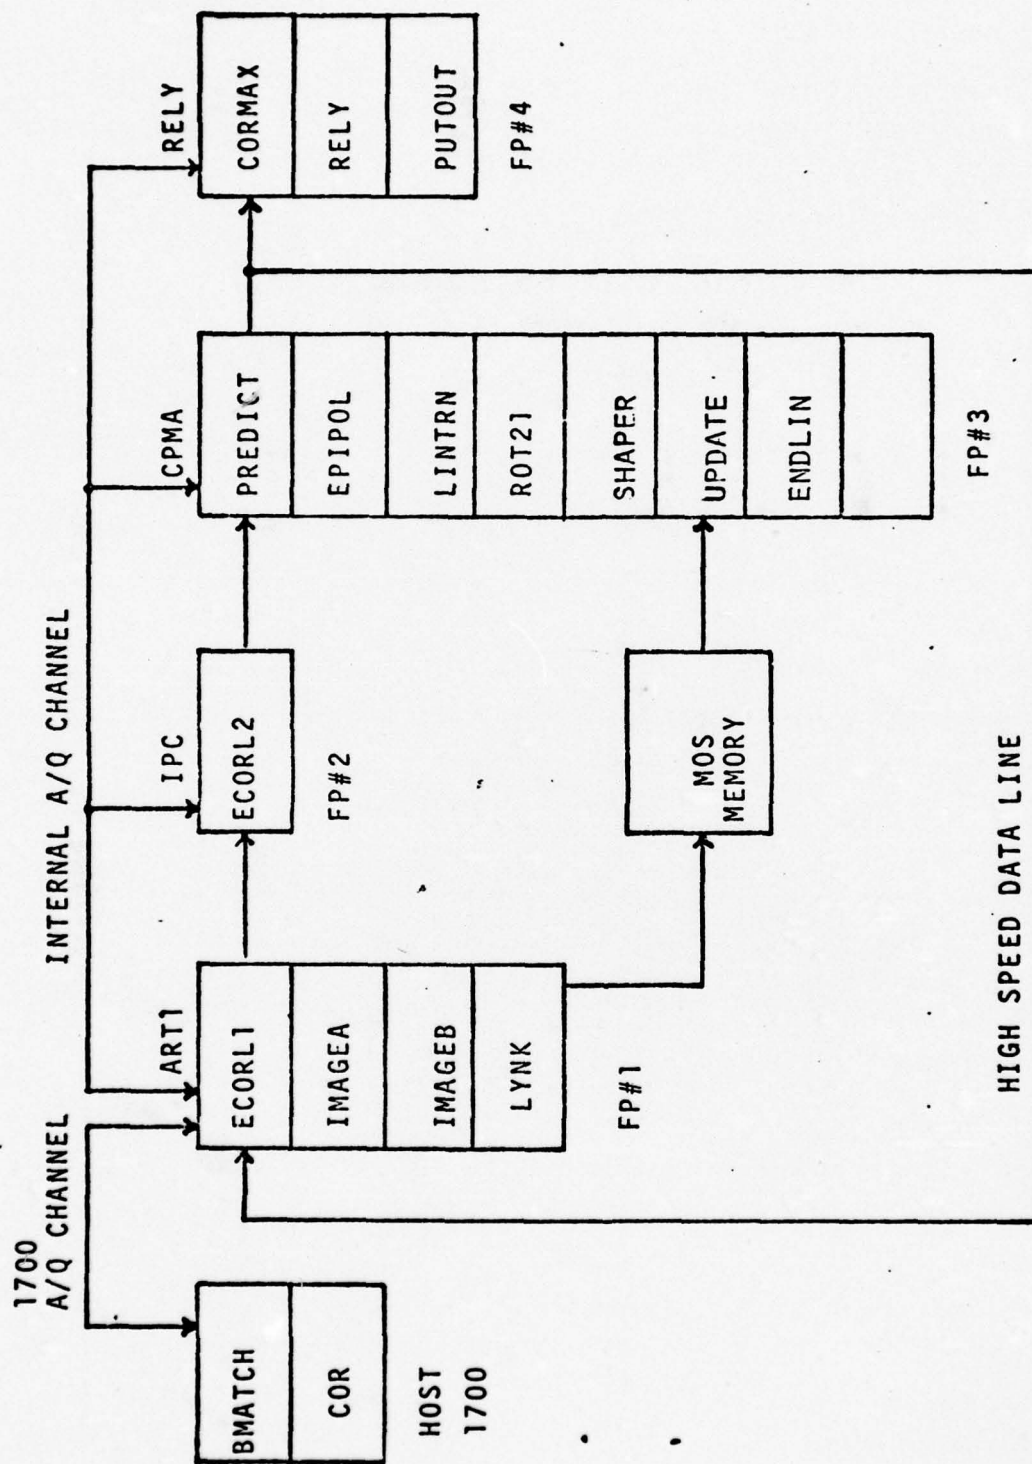 1700
A/Q CHANNEL
INTERNAL A/Q CHANNEL
BMATCH
COR
HOST
1700
ART1
ECORL1
IMAGEA
IMAGEB
LYNK
FP#1
IPC
ECORL2
FP#2
MOS
MEMORY
CPMA
PREDICT
EPIPOL
LINTRN
ROT21
SHAPER
UPDATE
ENDLIN
FP#3
RELY
CORMAX
RELY
PUTOUT
FP#4
HIGH SPEED DATA LINE